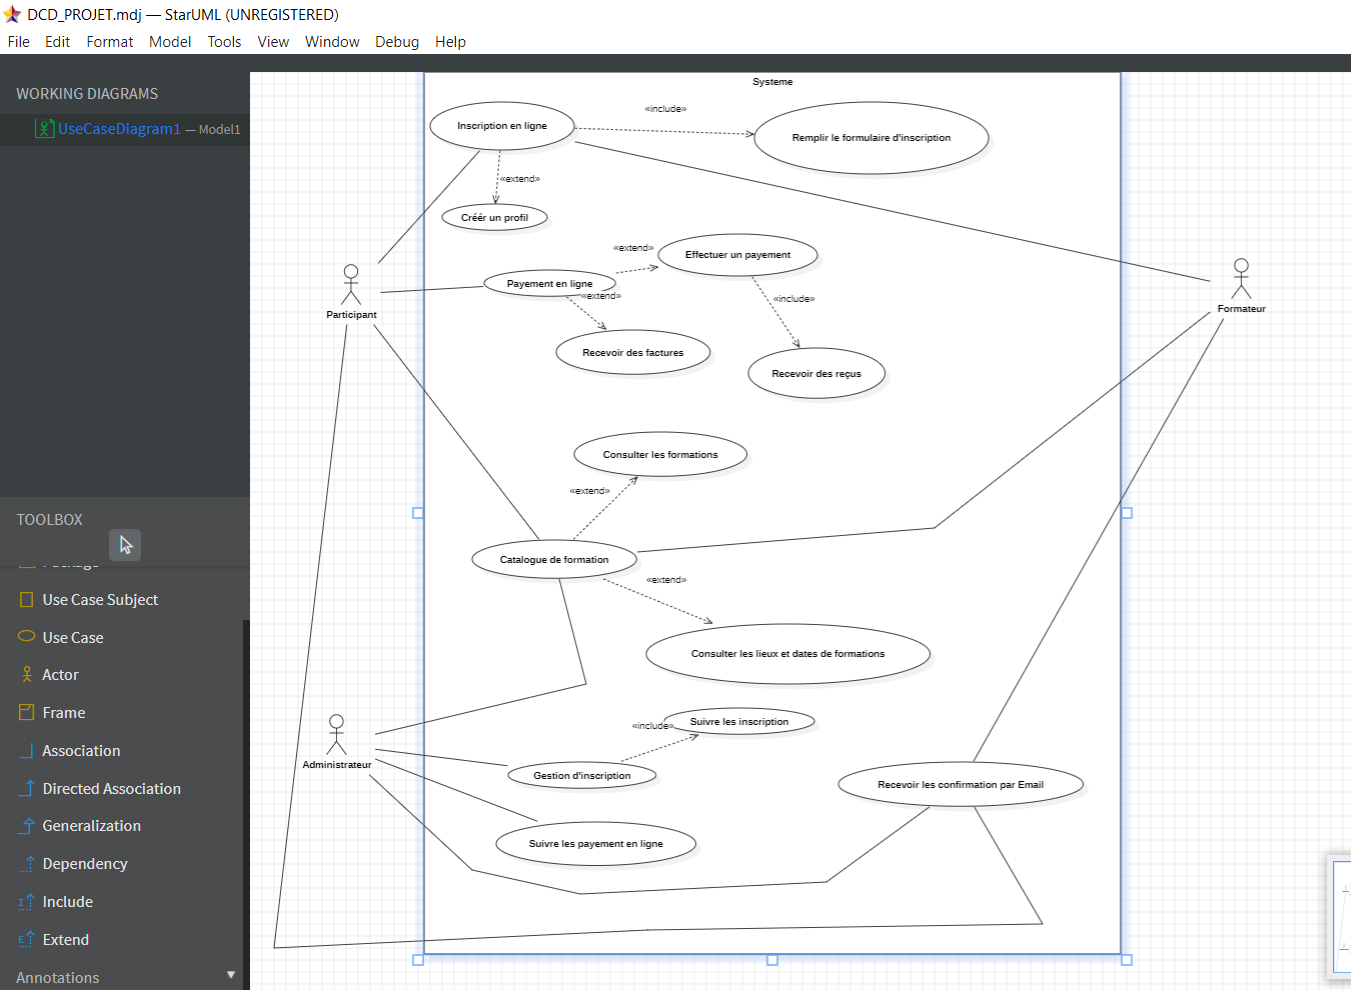 DCD_PROJET.mdj — StarUML (UNREGISTERED)
File Edit Format Model Tools View Window Debug Help
WORKING DIAGRAMS
UseCaseDiagram1 — Model1
TOOLBOX
Package
Use Case Subject
Use Case
Actor
Frame
Association
Directed Association
Generalization
Dependency
Include
Extend
Annotations
Systeme
«include»
Inscription en ligne
Remplir le formulaire d'inscription
«extend»
Créér un profil
«extend»
Effectuer un payement
Payement en ligne
«extend»
«include»
Participant
Formateur
Recevoir des factures
Recevoir des reçus
Consulter les formations
«extend»
Catalogue de formation
«extend»
Consulter les lieux et dates de formations
«include»
Suivre les inscription
Administrateur
Gestion d'inscription
Recevoir les confirmation par Email
Suivre les payement en ligne